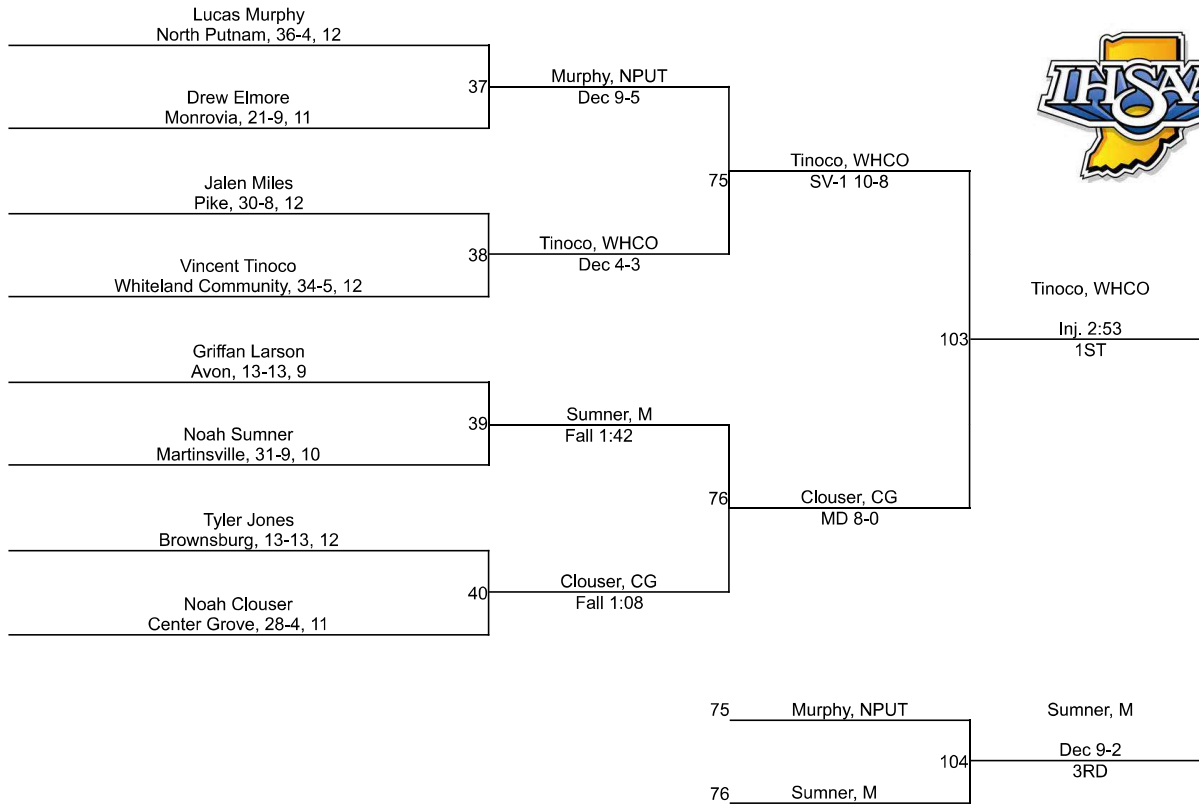 Lucas Murphy
North Putnam, 36-4, 12
Drew Elmore
Monrovia, 21-9, 11
Jalen Miles
Pike, 30-8, 12
Vincent Tinoco
Whiteland Community, 34-5, 12
Griffan Larson
Avon, 13-13, 9
Noah Sumner
Martinsville, 31-9, 10
Tyler Jones
Brownsburg, 13-13, 12
Noah Clouser
Center Grove, 28-4, 11
37
Murphy, NPUT
Dec 9-5
38
Tinoco, WHCO
Dec 4-3
39
Sumner, M
Fall 1:42
40
Clouser, CG
Fall 1:08
75
Tinoco, WHCO
SV-1 10-8
76
Clouser, CG
MD 8-0
IHSAA
103
Tinoco, WHCO
Inj. 2:53
1ST
75
Murphy, NPUT
76
Sumner, M
104
Sumner, M
Dec 9-2
3RD